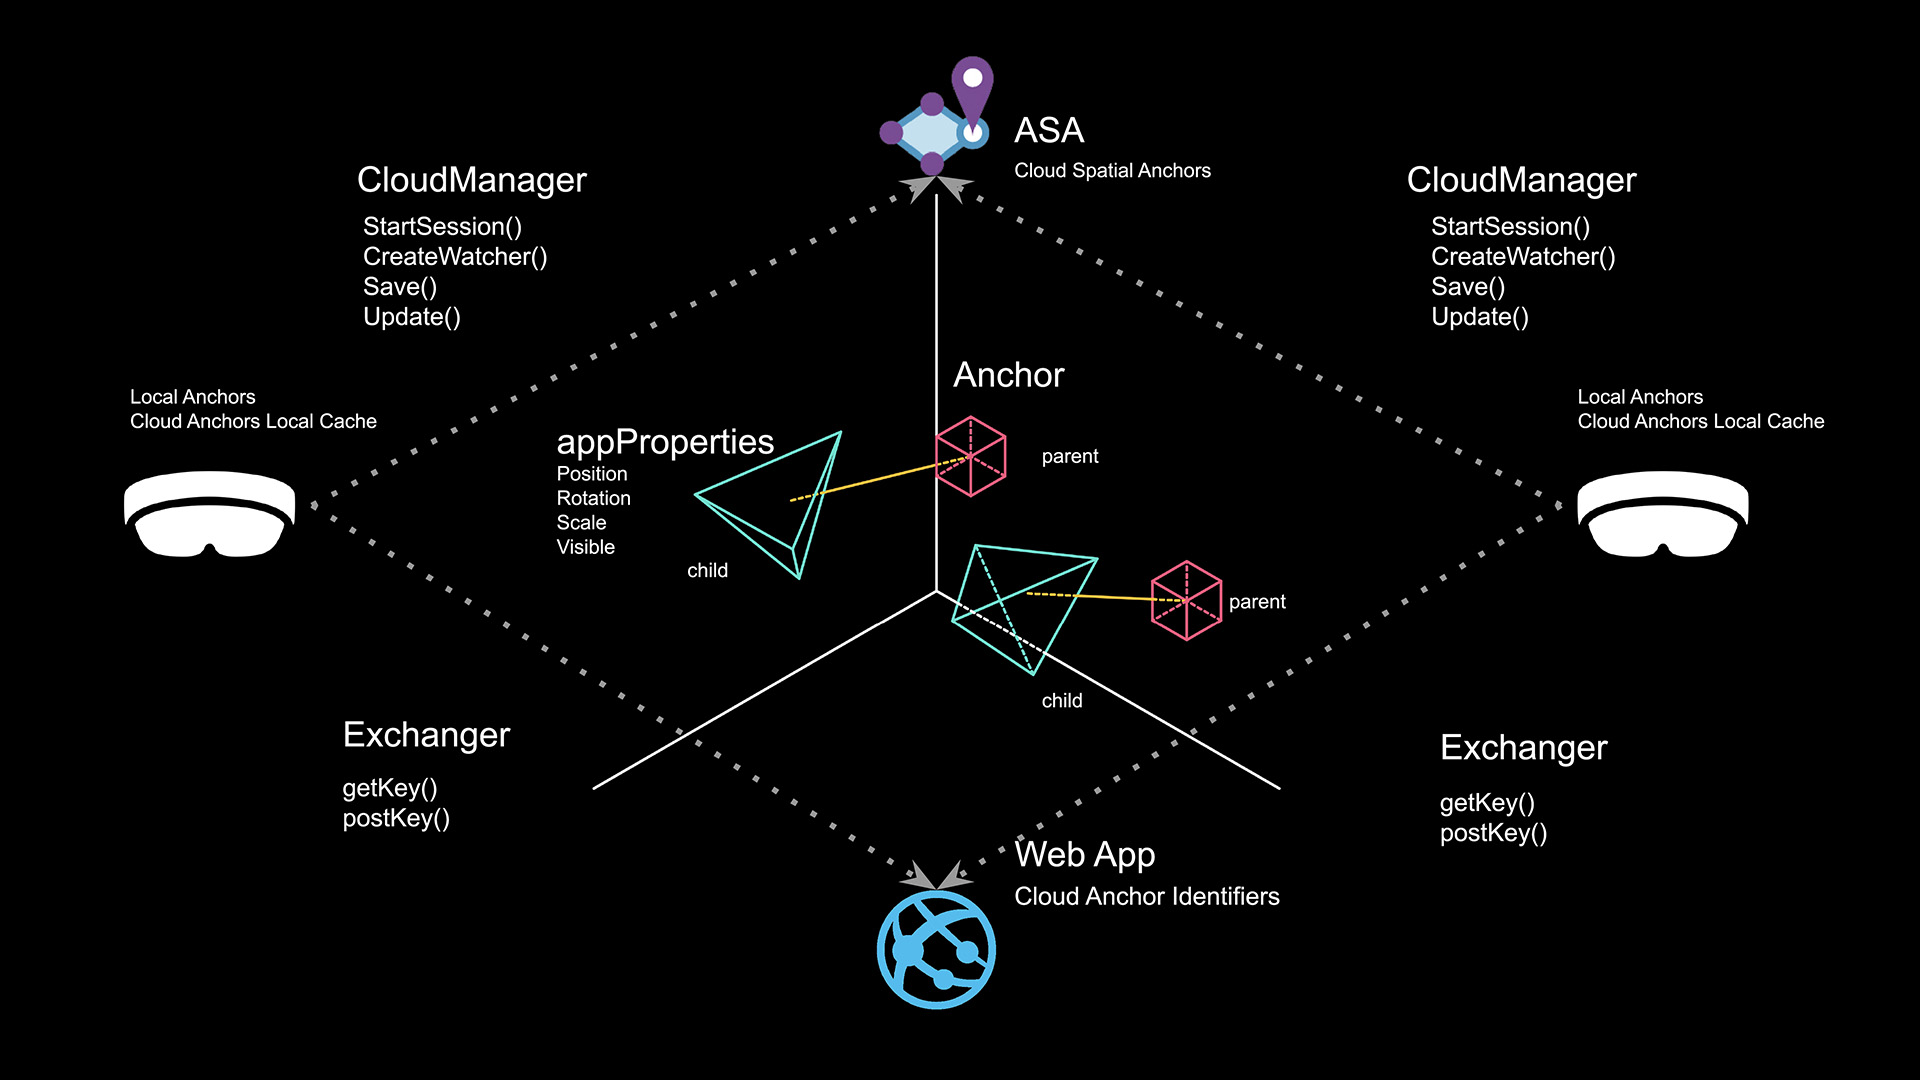 ASA
Cloud Spatial Anchors
CloudManager
StartSession()
CreateWatcher()
Save()
Update()
CloudManager
StartSession()
CreateWatcher()
Save()
Update()
Local Anchors
Cloud Anchors Local Cache
Local Anchors
Cloud Anchors Local Cache
Anchor
parent
appProperties
Position
Rotation
Scale
Visible
child
parent
child
Exchanger
getKey()
postKey()
Exchanger
getKey()
postKey()
Web App
Cloud Anchor Identifiers